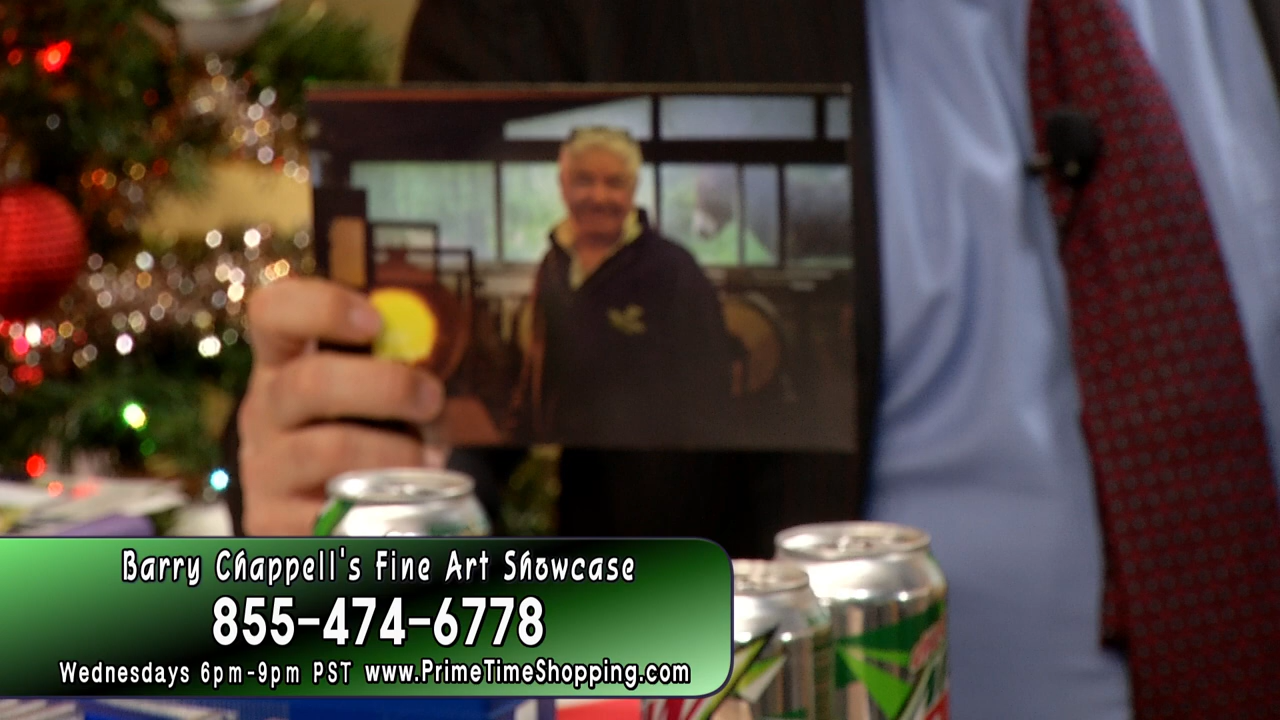 Barry Chappell's Fine Art Showcase
855-474-6778
Wednesdays 6pm-9pm PST www.PrimeTimeShopping.com